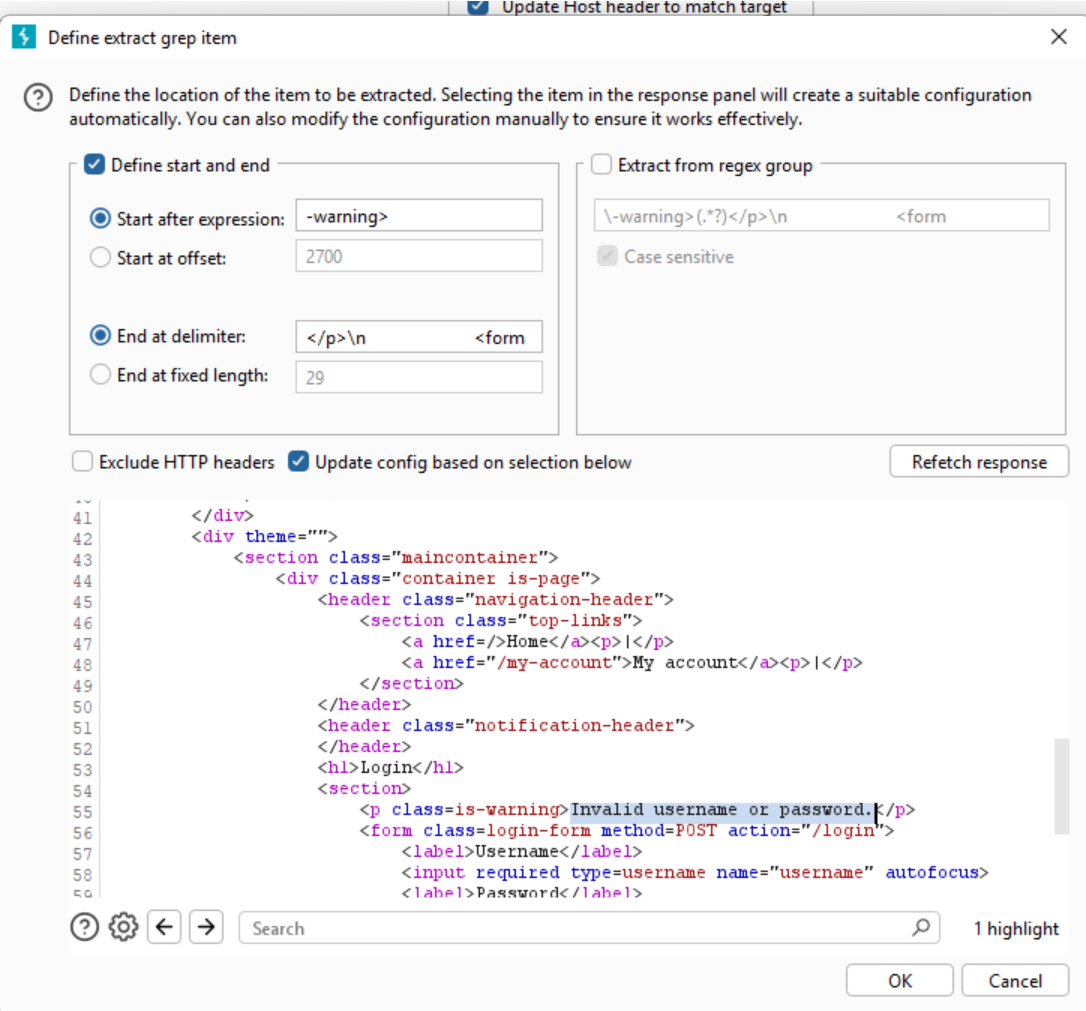 Update Host header to match target
Define extract grep item
Define the location of the item to be extracted. Selecting the item in the response panel will create a suitable configuration
automatically. You can also modify the configuration manually to ensure it works effectively.
Define start and end
Start after expression: -warning>
Start at offset: 2700
End at delimiter: </p>\n                    <form
End at fixed length: 29
Extract from regex group
\-warning>(.*?)</p>\n                    <form
Case sensitive
Exclude HTTP headers Update config based on selection below Refetch response
41 </div>
42 <div theme="">
43 <section class="maincontainer">
44 <div class="container is-page">
45 <header class="navigation-header">
46 <section class="top-links">
47 <a href=/>Home</a><p>|</p>
48 <a href="/my-account">My account</a><p>|</p>
49 </section>
50 </header>
51 <header class="notification-header">
52 </header>
53 <h1>Login</h1>
54 <section>
55 <p class=is-warning>Invalid username or password.</p>
56 <form class=login-form method=POST action="/login">
57 <label>Username</label>
58 <input required type=username name="username" autofocus>
59 <label>Password</label>
Search 1 highlight
OK Cancel